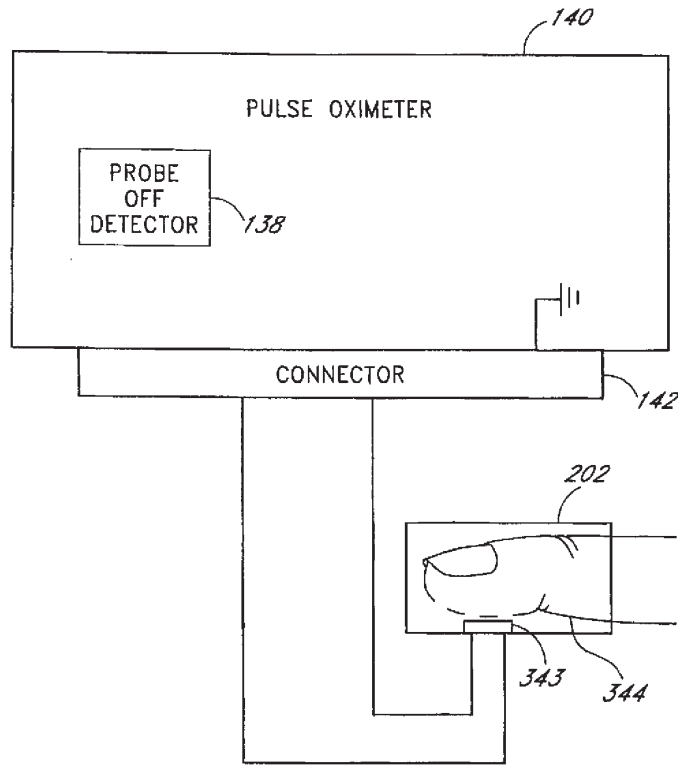 140
PULSE OXIMETER
PROBE
OFF
DETECTOR
138
CONNECTOR
142
202
343
344